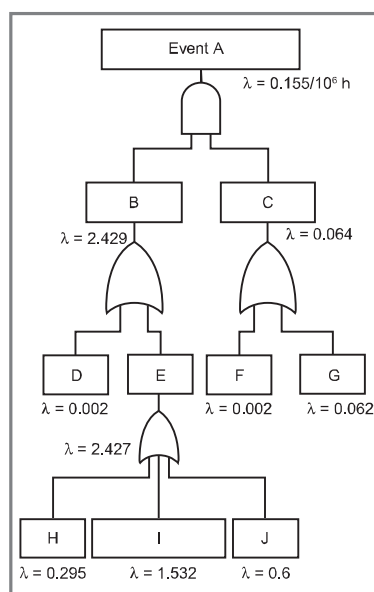 Event A
λ = 0.155/10⁶ h
B
C
λ = 2.429
λ = 0.064
D
E
F
G
λ = 0.002
λ = 0.002
λ = 0.062
λ = 2.427
H
I
J
λ = 0.295
λ = 1.532
λ = 0.6